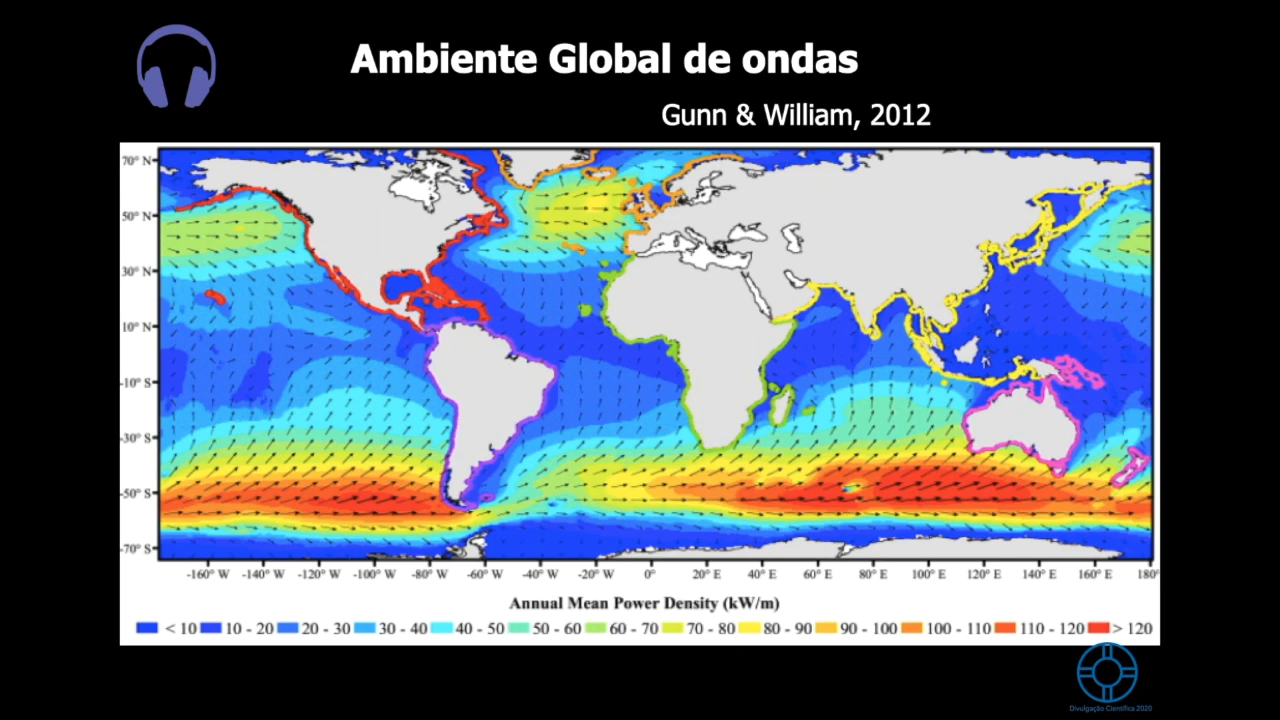 Ambiente Global de ondas
Gunn & William, 2012
70° N
50° N
30° N
10° N
-10° S
-30° S
-50° S
-70° S
-160° W -140° W -120° W -100° W -80° W -60° W -40° W -20° W 0° 20° E 40° E 60° E 80° E 100° E 120° E 140° E 160° E 180°
Annual Mean Power Density (kW/m)
< 10 10 - 20 20 - 30 30 - 40 40 - 50 50 - 60 60 - 70 70 - 80 80 - 90 90 - 100 100 - 110 110 - 120 > 120
Divulgação Científica 2020